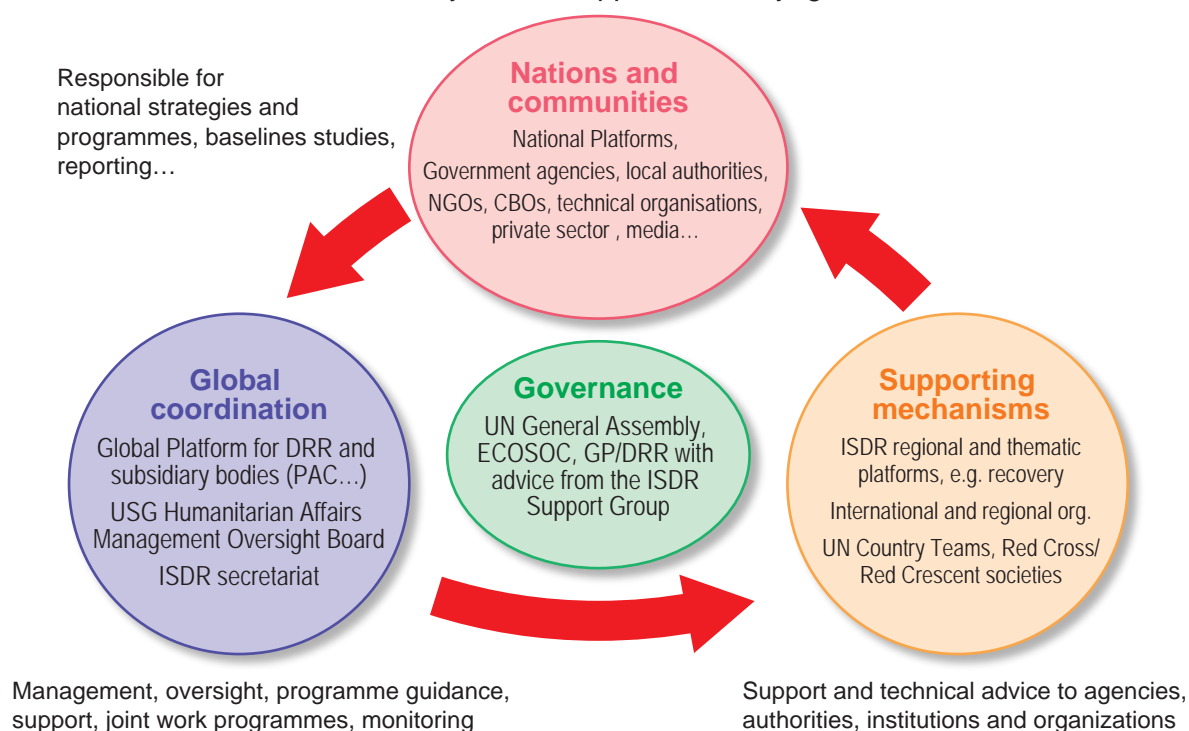 Responsible for
national strategies and
programmes, baselines studies,
reporting…
Nations and
communities
National Platforms,
Government agencies, local authorities,
NGOs, CBOs, technical organisations,
private sector , media…
Global
coordination
Global Platform for DRR and
subsidiary bodies (PAC…)
USG Humanitarian Affairs
Management Oversight Board
ISDR secretariat
Governance
UN General Assembly,
ECOSOC, GP/DRR with
advice from the ISDR
Support Group
Supporting
mechanisms
ISDR regional and thematic
platforms, e.g. recovery
International and regional org.
UN Country Teams, Red Cross/
Red Crescent societies
Management, oversight, programme guidance,
support, joint work programmes, monitoring
Support and technical advice to agencies,
authorities, institutions and organizations